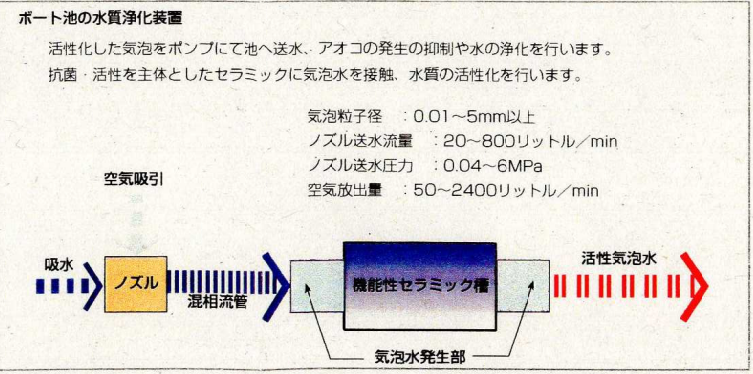 ボート池の水質浄化装置
活性化した気泡をポンプにて池へ送水、アオコの発生の抑制や水の浄化を行います。
抗菌・活性を主体としたセラミックに気泡水を接触、水質の活性化を行います。
気泡粒子径　：0.01～5mm以上
ノズル送水流量　：20～800リットル／min
ノズル送水圧力　：0.04～6MPa
空気放出量　：50～2400リットル／min
空気吸引
吸水
ノズル
混相流管
機能性セラミック槽
活性気泡水
気泡水発生部